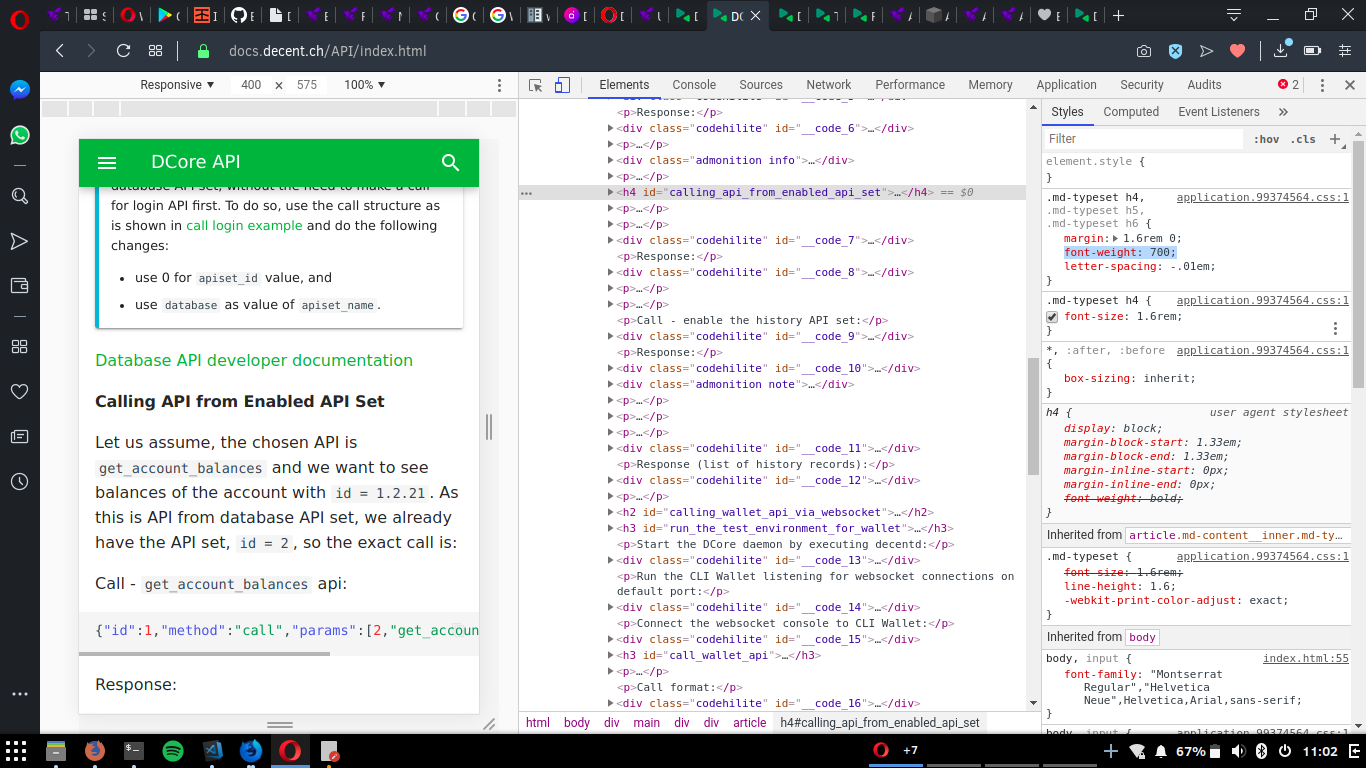 docs.decent.ch/API/index.html
Responsive ▼ 400 × 575 100% ▼
Elements Console Sources Network Performance Memory Application Security Audits 2
DCore API
database API set, without the need to make a call
for login API first. To do so, use the call structure as
is shown in call login example and do the following
changes:
use 0 for apiset_id value, and
use database as value of apiset_name.
Database API developer documentation
Calling API from Enabled API Set
Let us assume, the chosen API is
get_account_balances and we want to see
balances of the account with id = 1.2.21. As
this is API from database API set, we already
have the API set, id = 2, so the exact call is:
Call - get_account_balances api:
{"id":1,"method":"call","params":[2,"get_accoun
Response:
<p>Response:</p>
<div class="codehilite" id="__code_6">…</div>
<p>…</p>
<div class="admonition info">…</div>
<p>…</p>
<h4 id="calling_api_from_enabled_api_set">…</h4> == $0
<p>…</p>
<p>…</p>
<div class="codehilite" id="__code_7">…</div>
<p>Response:</p>
<div class="codehilite" id="__code_8">…</div>
<p>…</p>
<p>…</p>
<p>Call - enable the history API set:</p>
<div class="codehilite" id="__code_9">…</div>
<p>Response:</p>
<div class="codehilite" id="__code_10">…</div>
<div class="admonition note">…</div>
<p>…</p>
<p>…</p>
<p>…</p>
<div class="codehilite" id="__code_11">…</div>
<p>Response (list of history records):</p>
<div class="codehilite" id="__code_12">…</div>
<p>…</p>
<h2 id="calling_wallet_api_via_websocket">…</h2>
<h3 id="run_the_test_environment_for_wallet">…</h3>
<p>Start the DCore daemon by executing decentd:</p>
<div class="codehilite" id="__code_13">…</div>
<p>Run the CLI Wallet listening for websocket connections on
default port:</p>
<div class="codehilite" id="__code_14">…</div>
<p>Connect the websocket console to CLI Wallet:</p>
<div class="codehilite" id="__code_15">…</div>
<h3 id="call_wallet_api">…</h3>
<p>…</p>
<p>Call format:</p>
<div class="codehilite" id="__code_16">…</div>
html body div main div div article h4#calling_api_from_enabled_api_set
Styles Computed Event Listeners »
Filter :hov .cls +
element.style {
}
.md-typeset h4, application.99374564.css:1
.md-typeset h5,
.md-typeset h6 {
margin: 1.6rem 0;
font-weight: 700;
letter-spacing: -.01em;
}
.md-typeset h4 { application.99374564.css:1
font-size: 1.6rem;
}
*, :after, :before application.99374564.css:1
{
box-sizing: inherit;
}
h4 { user agent stylesheet
display: block;
margin-block-start: 1.33em;
margin-block-end: 1.33em;
margin-inline-start: 0px;
margin-inline-end: 0px;
font-weight: bold;
}
Inherited from article.md-content__inner.md-ty…
.md-typeset { application.99374564.css:1
font-size: 1.6rem;
line-height: 1.6;
-webkit-print-color-adjust: exact;
}
Inherited from body
body, input { index.html:55
font-family: "Montserrat
Regular","Helvetica
Neue",Helvetica,Arial,sans-serif;
}
body, input { application.99374564.css:1
+7
67%
11:02